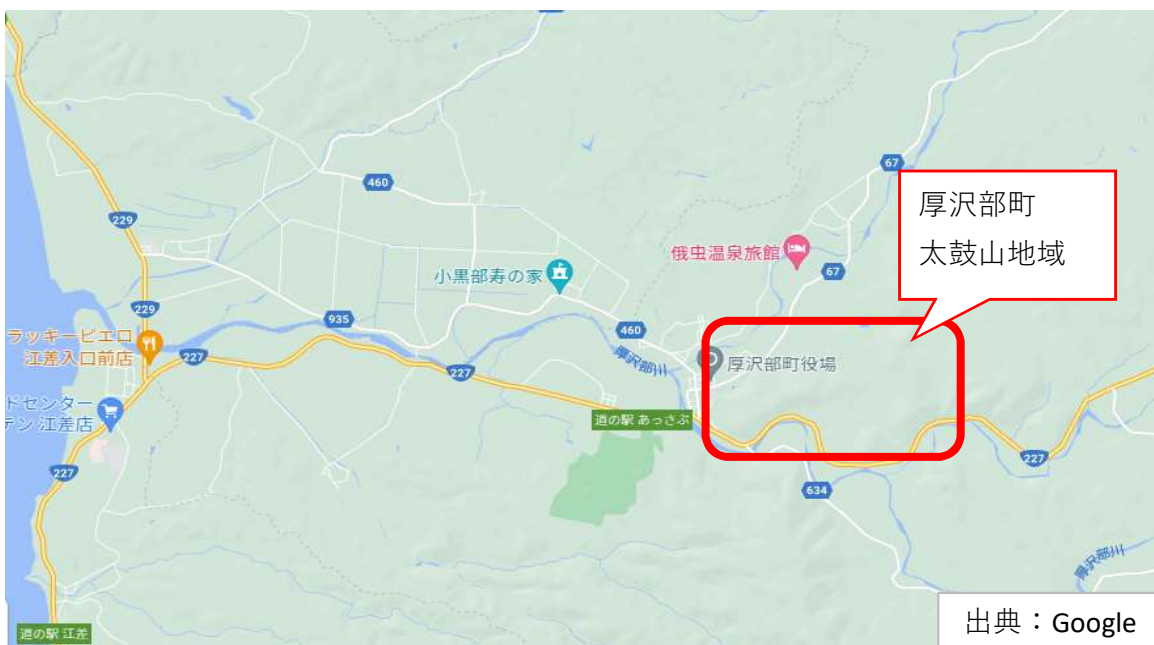 229
460
67
厚沢部町
太鼓山地域
俄虫温泉旅館
67
小黒部寿の家
229
935
460
ラッキーピエロ
江差入口前店
227
227
厚沢部川
厚沢部町役場
ドセンター
テン 江差店
道の駅 あっさぶ
227
227
634
厚沢部川
道の駅 江差
出典：Google